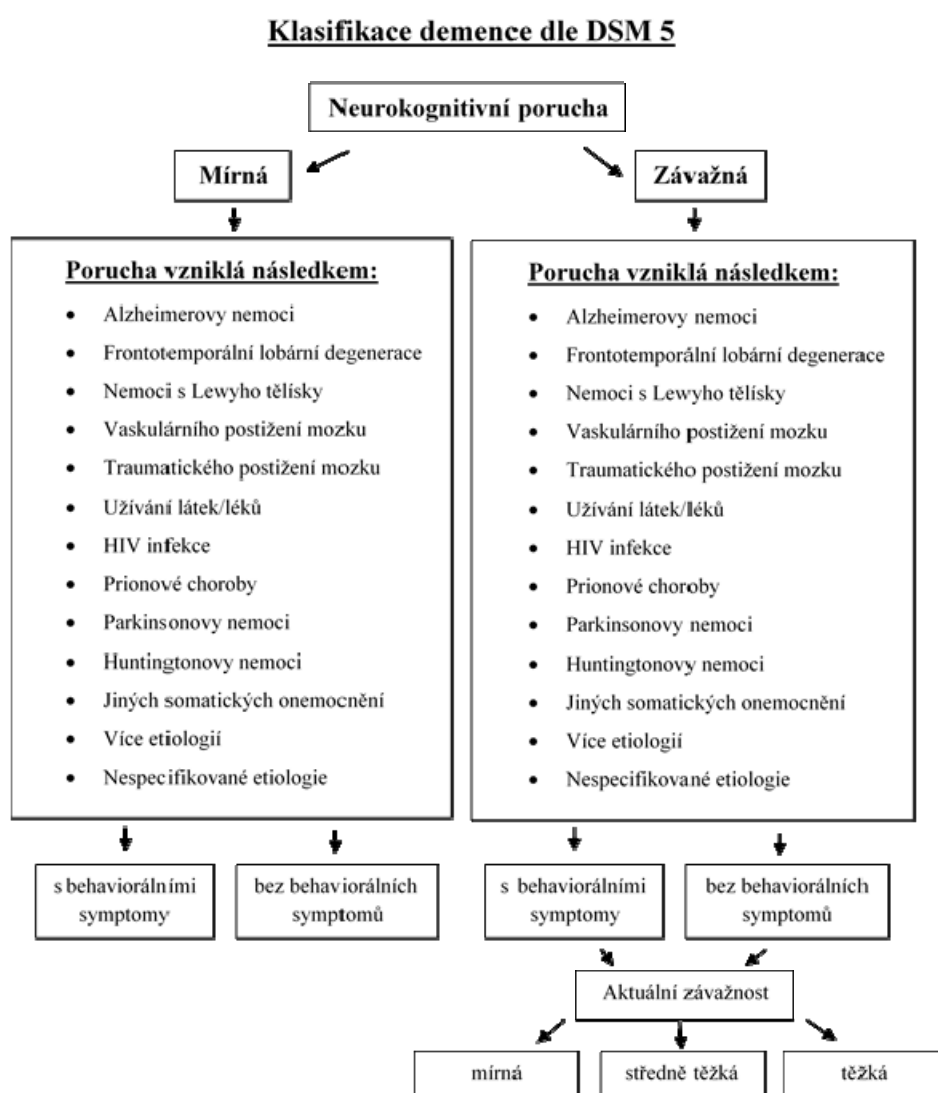 Klasifikace demence dle DSM 5
Neurokognitivní porucha
Mírná
Závažná
Porucha vzniklá následkem:
• Alzheimerovy nemoci
• Frontotemporální lobární degenerace
• Nemoci s Lewyho tělísky
• Vaskulárního postižení mozku
• Traumatického postižení mozku
• Užívání látek/léků
• HIV infekce
• Prionové choroby
• Parkinsonovy nemoci
• Huntingtonovy nemoci
• Jiných somatických onemocnění
• Více etiologií
• Nespecifikované etiologie
Porucha vzniklá následkem:
• Alzheimerovy nemoci
• Frontotemporální lobární degenerace
• Nemoci s Lewyho tělísky
• Vaskulárního postižení mozku
• Traumatického postižení mozku
• Užívání látek/léků
• HIV infekce
• Prionové choroby
• Parkinsonovy nemoci
• Huntingtonovy nemoci
• Jiných somatických onemocnění
• Více etiologií
• Nespecifikované etiologie
s behaviorálními
symptomy
bez behaviorálních
symptomů
s behaviorálními
symptomy
bez behaviorálních
symptomů
Aktuální závažnost
mírná
středně těžká
těžká